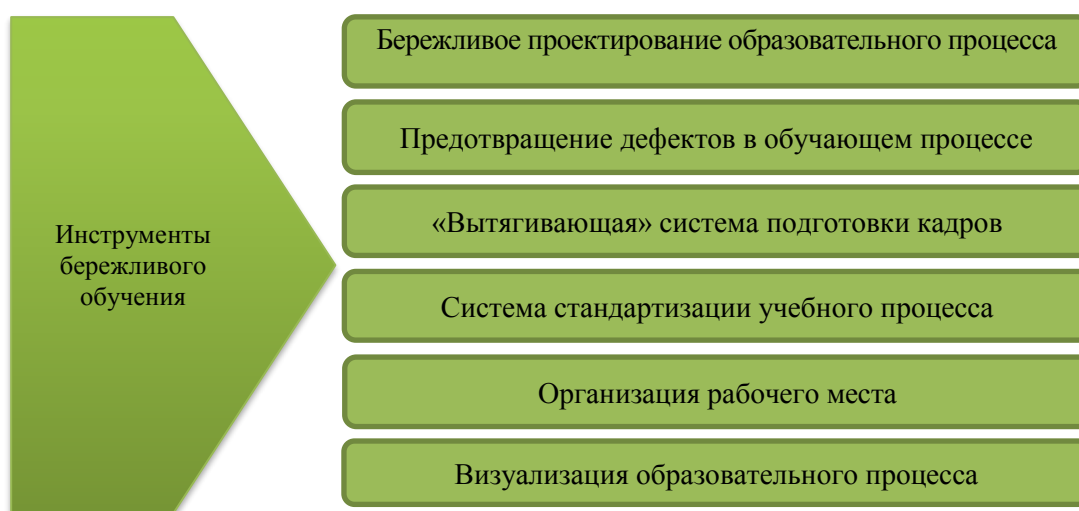 Инструменты
бережливого
обучения
Бережливое проектирование образовательного процесса
Предотвращение дефектов в обучающем процессе
«Вытягивающая» система подготовки кадров
Система стандартизации учебного процесса
Организация рабочего места
Визуализация образовательного процесса